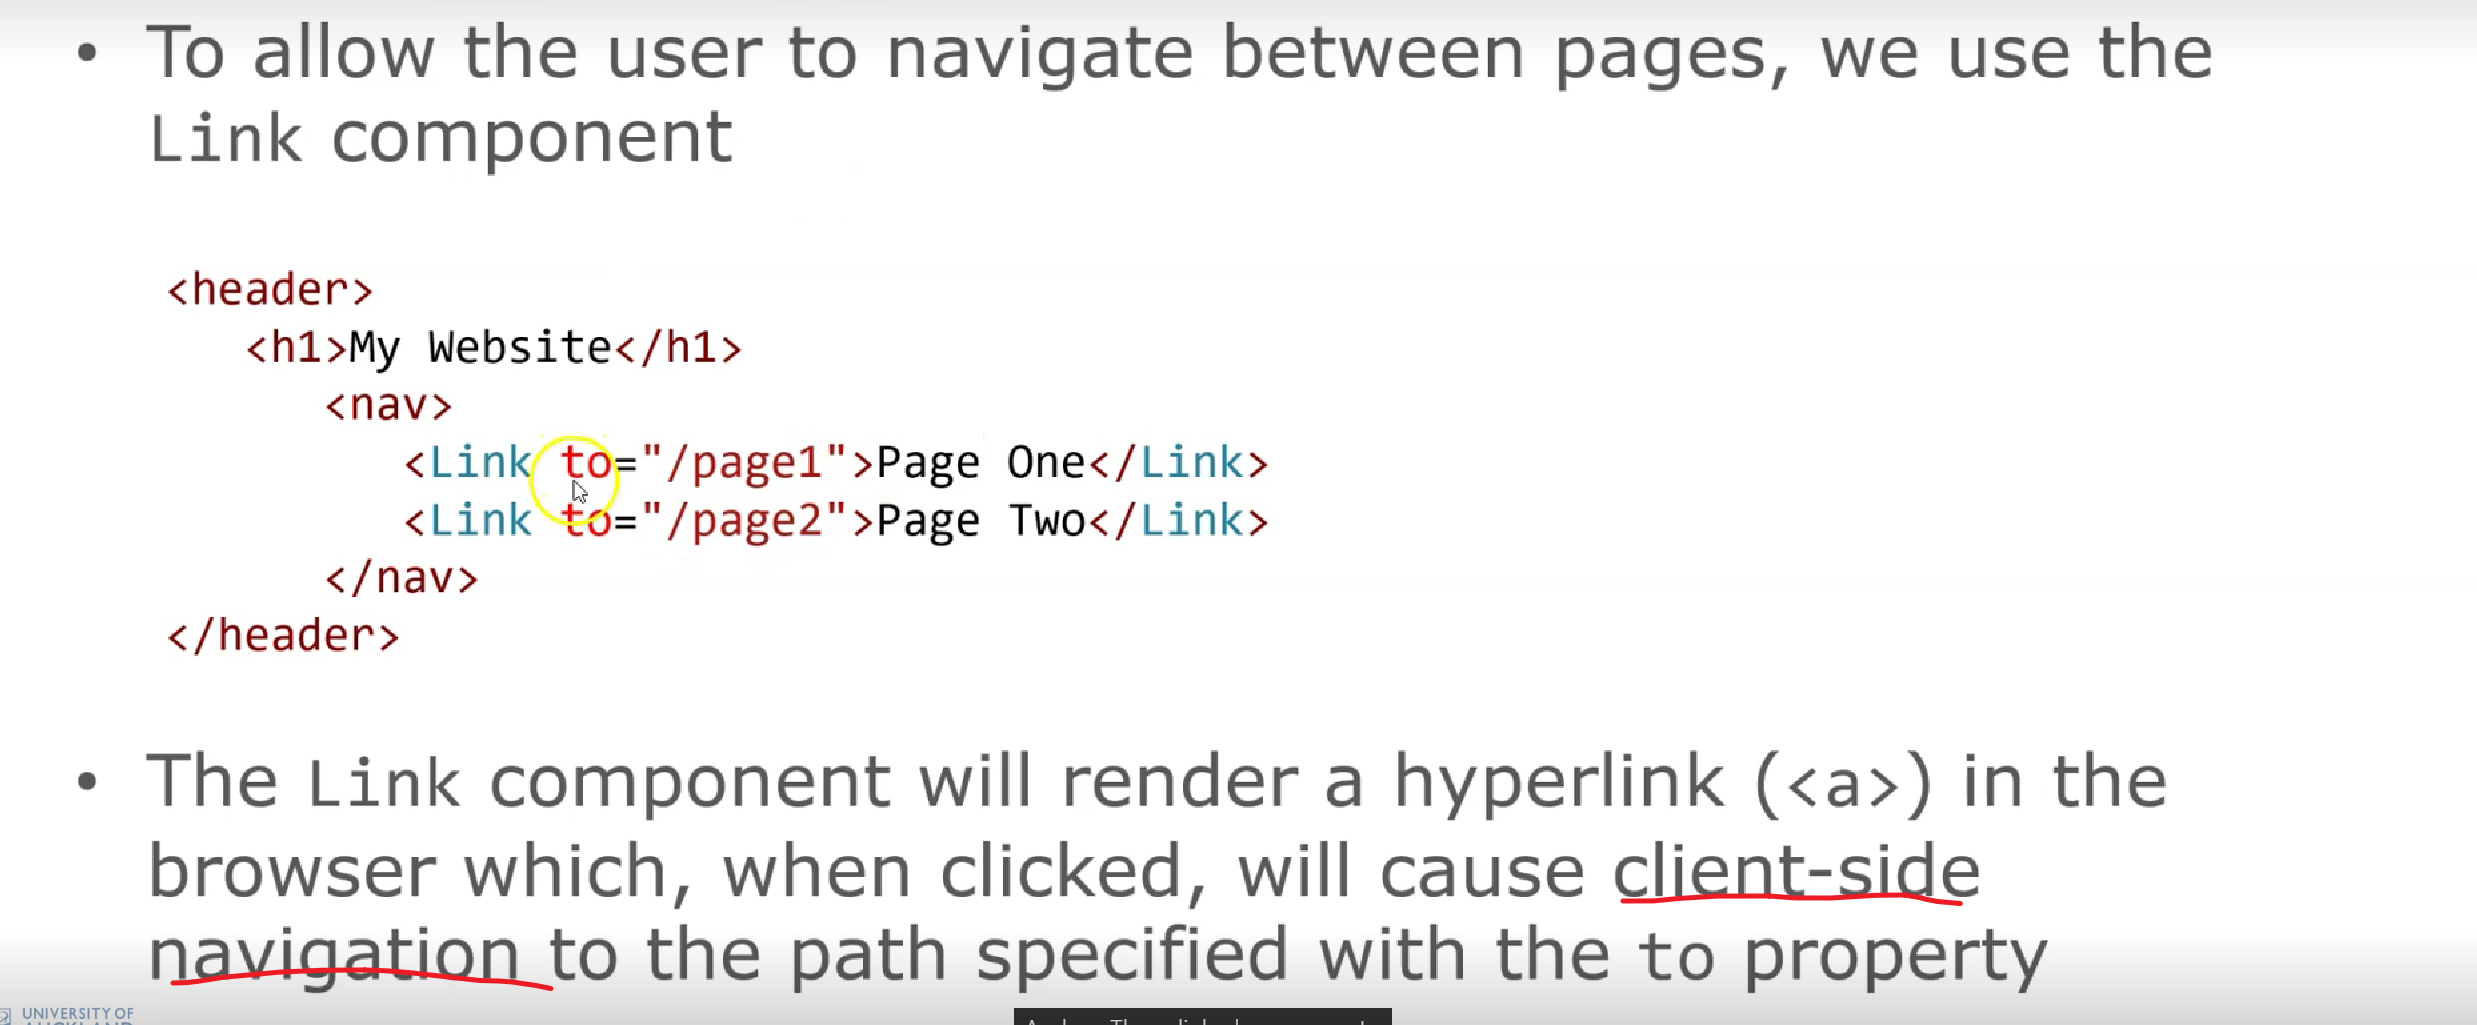 • To allow the user to navigate between pages, we use the
Link component
<header>
<h1>My Website</h1>
<nav>
<Link to="/page1">Page One</Link>
<Link to="/page2">Page Two</Link>
</nav>
</header>
• The Link component will render a hyperlink (<a>) in the
browser which, when clicked, will cause client-side
navigation to the path specified with the to property
UNIVERSITY OF